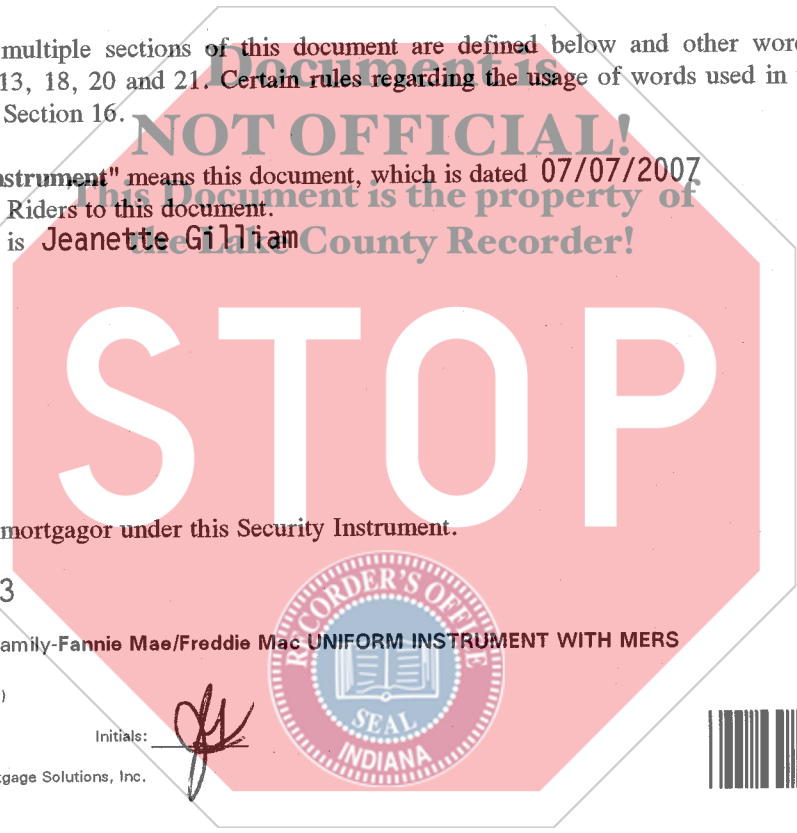 multiple sections of this document are defined below and other wor
Document is
13, 18, 20 and 21. Certain rules regarding the usage of words used in
Section 16.
NOT OFFICIAL!
nstrument" means this document, which is dated 07/07/2007
This Document is the property of
Riders to this document.
is Jeanette Gilliam
the Lake County Recorder!
STOP
mortgagor under this Security Instrument.
3
amily-Fannie Mae/Freddie Mac UNIFORM INSTRUMENT WITH MERS
)
Initials: JG
tgage Solutions, Inc.
RECORDER'S OFFICE
SEAL
INDIANA